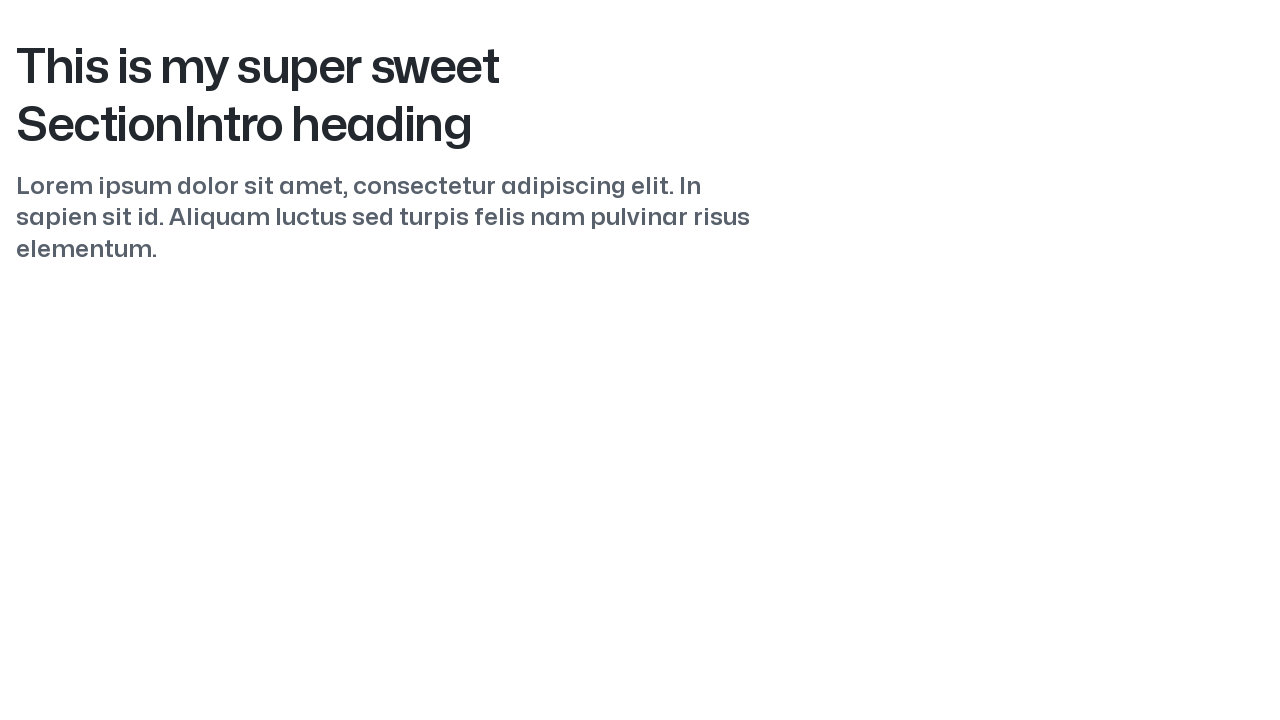 This is my super sweet
SectionIntro heading
Lorem ipsum dolor sit amet, consectetur adipiscing elit. In
sapien sit id. Aliquam luctus sed turpis felis nam pulvinar risus
elementum.